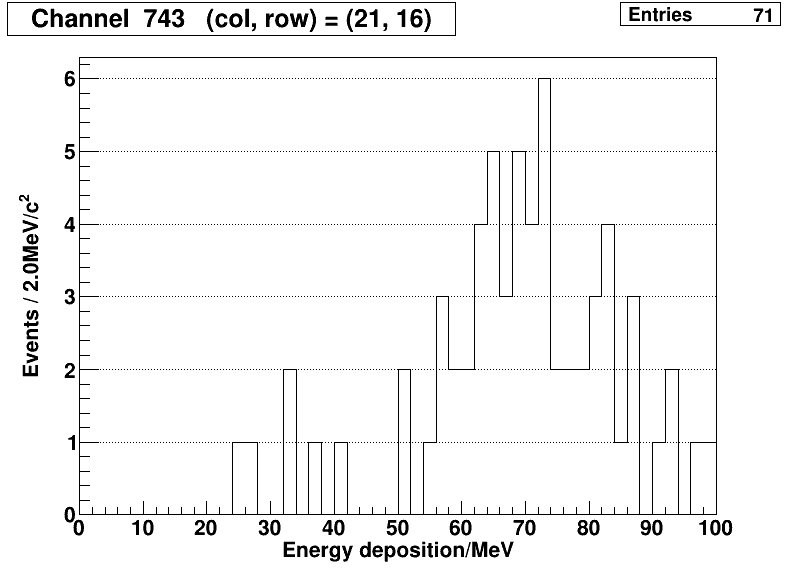 Channel 743 (col, row) = (21, 16)
Entries 71
Events / 2.0MeV/c²
6
5
4
3
2
1
0
0 10 20 30 40 50 60 70 80 90 100
Energy deposition/MeV